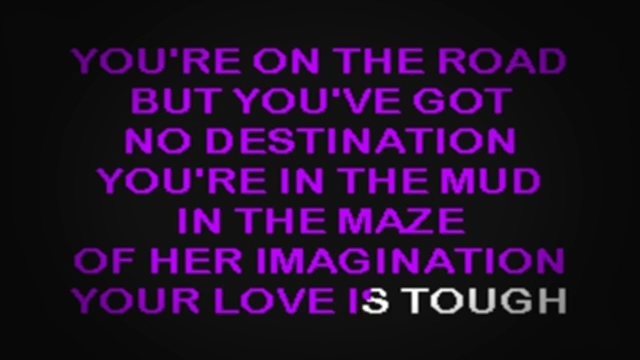 YOU'RE ON THE ROAD
BUT YOU'VE GOT
NO DESTINATION
YOU'RE IN THE MUD
IN THE MAZE
OF HER IMAGINATION
YOUR LOVE IS TOUGH